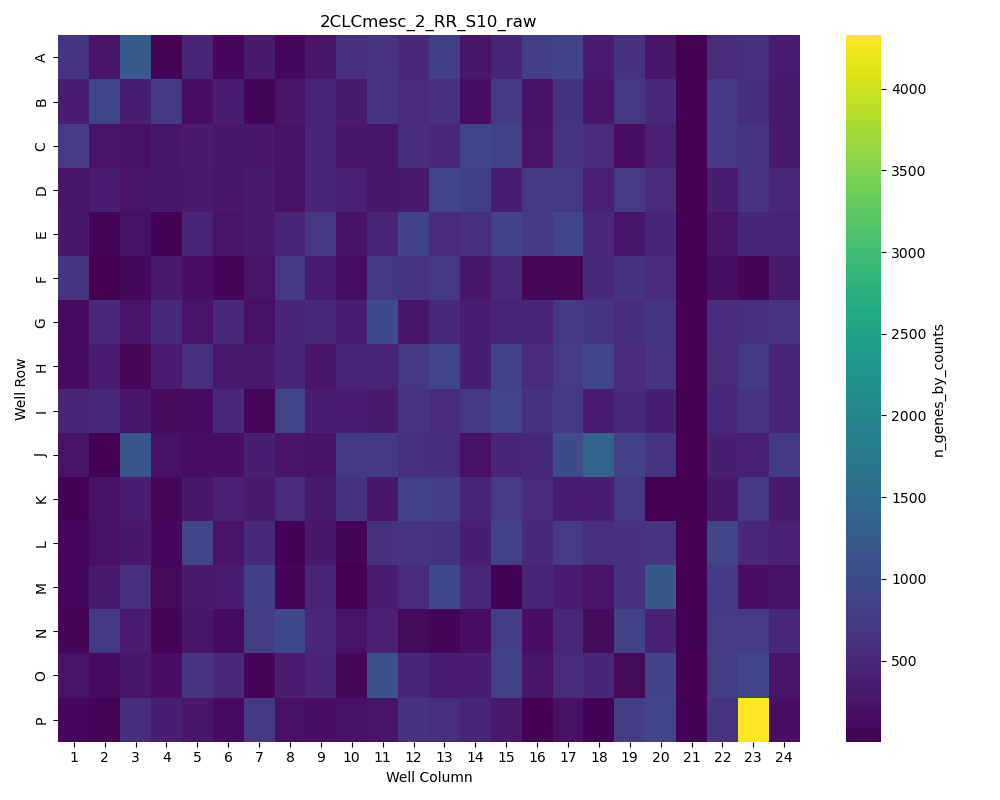 2CLCmesc_2_RR_S10_raw
Well Row
A
B
C
D
E
F
G
H
I
J
K
L
M
N
O
P
1 2 3 4 5 6 7 8 9 10 11 12 13 14 15 16 17 18 19 20 21 22 23 24
Well Column
4000
3500
3000
2500
2000
1500
1000
500
n_genes_by_counts